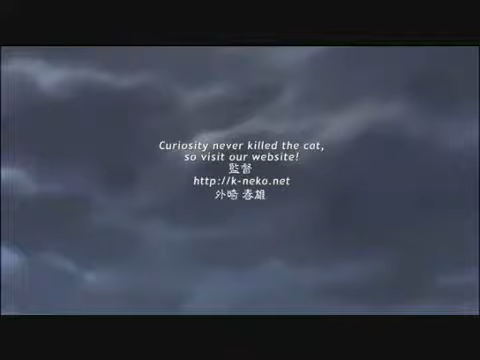 Curiosity never killed the cat,
so visit our website!
監督
http://k-neko.net
外崎 春雄